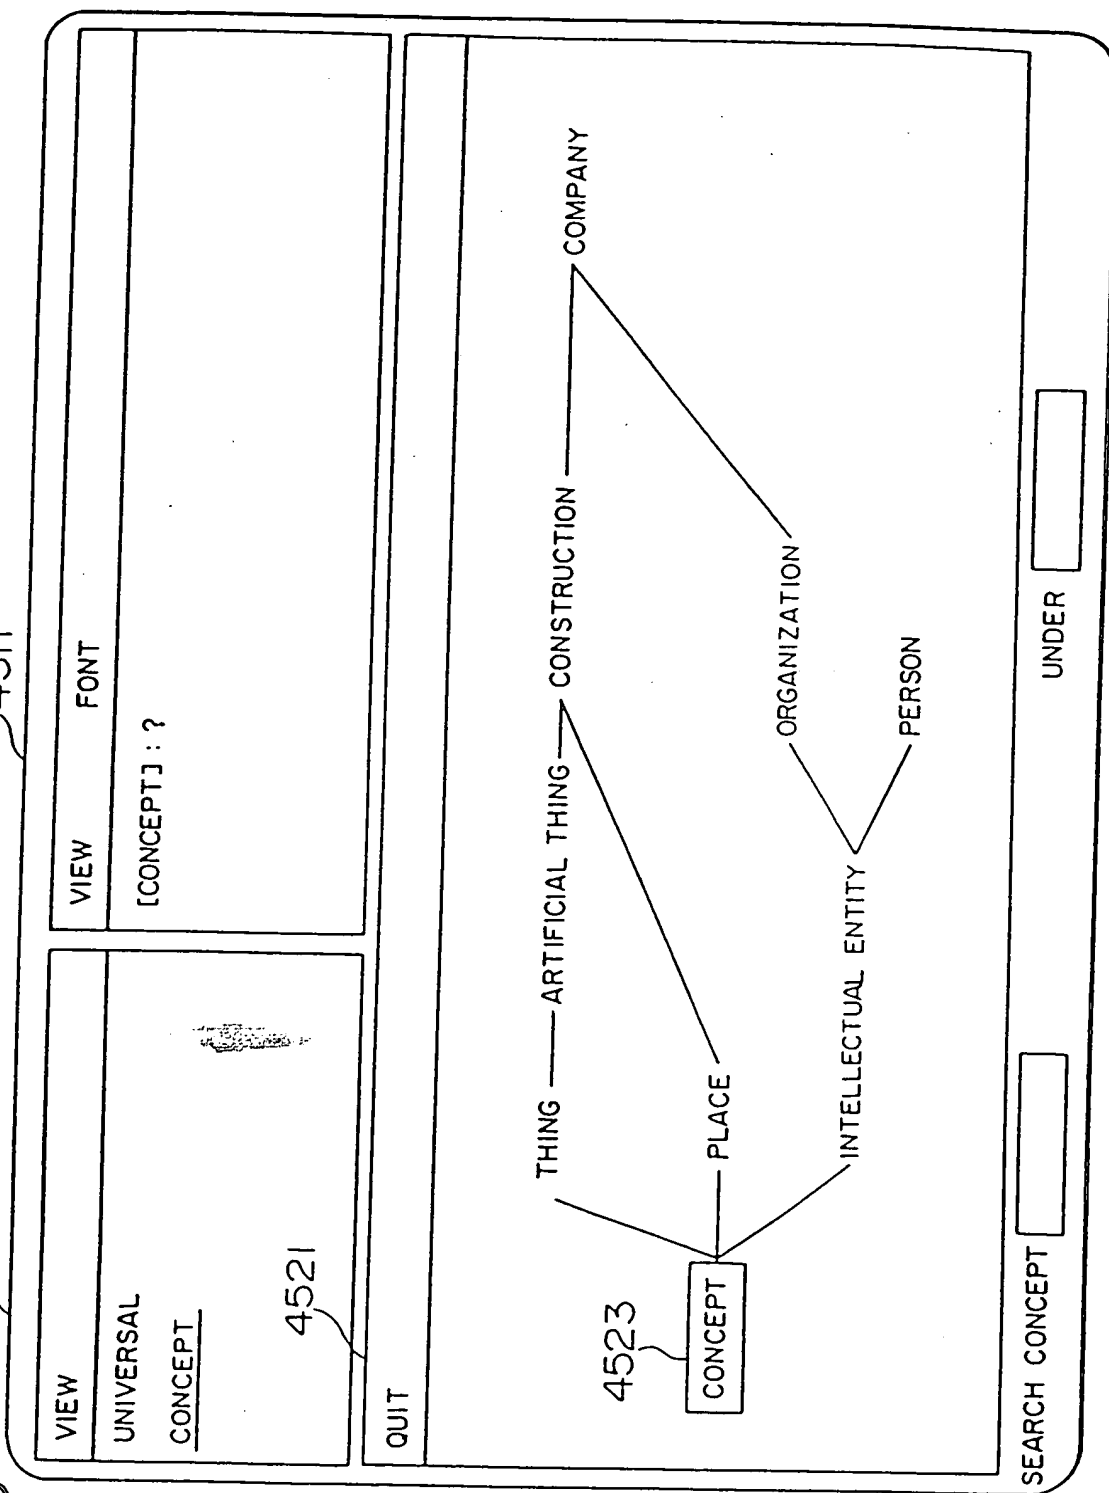 VIEW
UNIVERSAL
CONCEPT
4521
VIEW FONT
[CONCEPT] : ?
QUIT
THING
ARTIFICIAL THING
CONSTRUCTION
COMPANY
4523
CONCEPT
PLACE
ORGANIZATION
INTELLECTUAL ENTITY
PERSON
SEARCH CONCEPT
UNDER